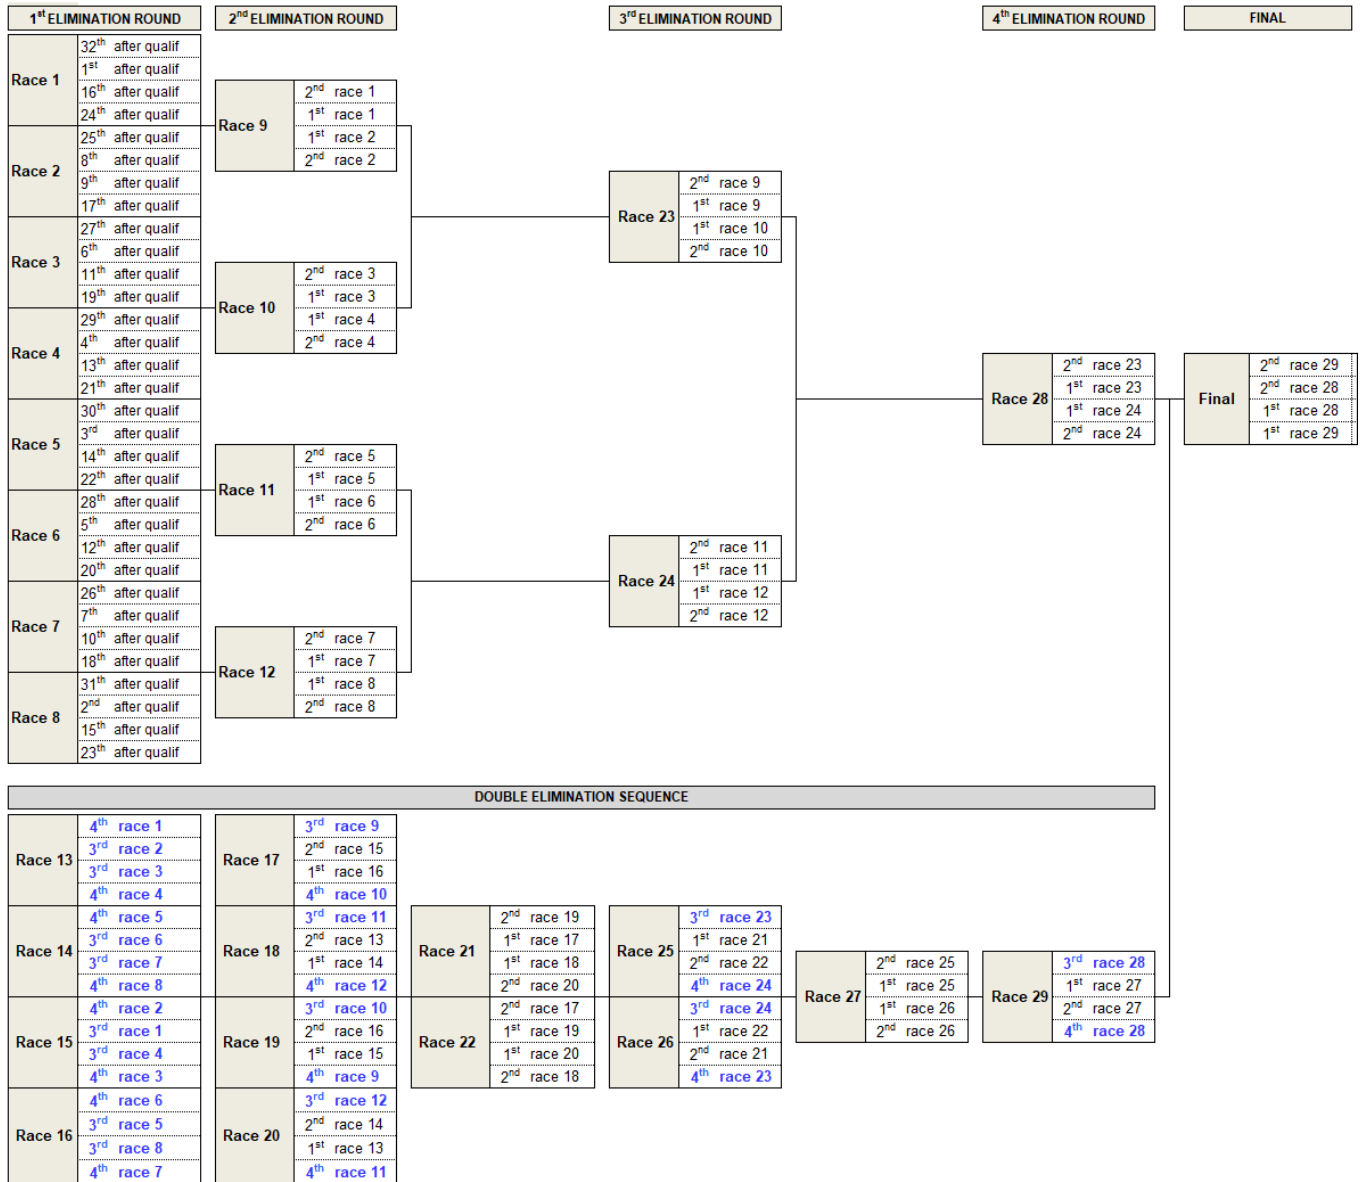 1st ELIMINATION ROUND
2nd ELIMINATION ROUND
3rd ELIMINATION ROUND
4th ELIMINATION ROUND
FINAL
Race 1
32th after qualif
1st after qualif
16th after qualif
24th after qualif
Race 2
25th after qualif
8th after qualif
9th after qualif
17th after qualif
Race 3
27th after qualif
6th after qualif
11th after qualif
19th after qualif
Race 4
29th after qualif
4th after qualif
13th after qualif
21th after qualif
Race 5
30th after qualif
3rd after qualif
14th after qualif
22th after qualif
Race 6
28th after qualif
5th after qualif
12th after qualif
20th after qualif
Race 7
26th after qualif
7th after qualif
10th after qualif
18th after qualif
Race 8
31th after qualif
2nd after qualif
15th after qualif
23th after qualif
Race 9
2nd race 1
1st race 1
1st race 2
2nd race 2
Race 10
2nd race 3
1st race 3
1st race 4
2nd race 4
Race 11
2nd race 5
1st race 5
1st race 6
2nd race 6
Race 12
2nd race 7
1st race 7
1st race 8
2nd race 8
Race 23
2nd race 9
1st race 9
1st race 10
2nd race 10
Race 24
2nd race 11
1st race 11
1st race 12
2nd race 12
Race 28
2nd race 23
1st race 23
1st race 24
2nd race 24
Final
2nd race 29
2nd race 28
1st race 28
1st race 29
DOUBLE ELIMINATION SEQUENCE
Race 13
4th race 1
3rd race 2
3rd race 3
4th race 4
Race 14
4th race 5
3rd race 6
3rd race 7
4th race 8
Race 15
4th race 2
3rd race 1
3rd race 4
4th race 3
Race 16
4th race 6
3rd race 5
3rd race 8
4th race 7
Race 17
3rd race 9
2nd race 15
1st race 16
4th race 10
Race 18
3rd race 11
2nd race 13
1st race 14
4th race 12
Race 19
3rd race 10
2nd race 16
1st race 15
4th race 9
Race 20
3rd race 12
2nd race 14
1st race 13
4th race 11
Race 21
2nd race 19
1st race 17
1st race 18
2nd race 20
Race 22
2nd race 17
1st race 19
1st race 20
2nd race 18
Race 25
3rd race 23
1st race 21
2nd race 22
4th race 24
Race 26
3rd race 24
1st race 22
2nd race 21
4th race 23
Race 27
2nd race 25
1st race 25
1st race 26
2nd race 26
Race 29
3rd race 28
1st race 27
2nd race 27
4th race 28